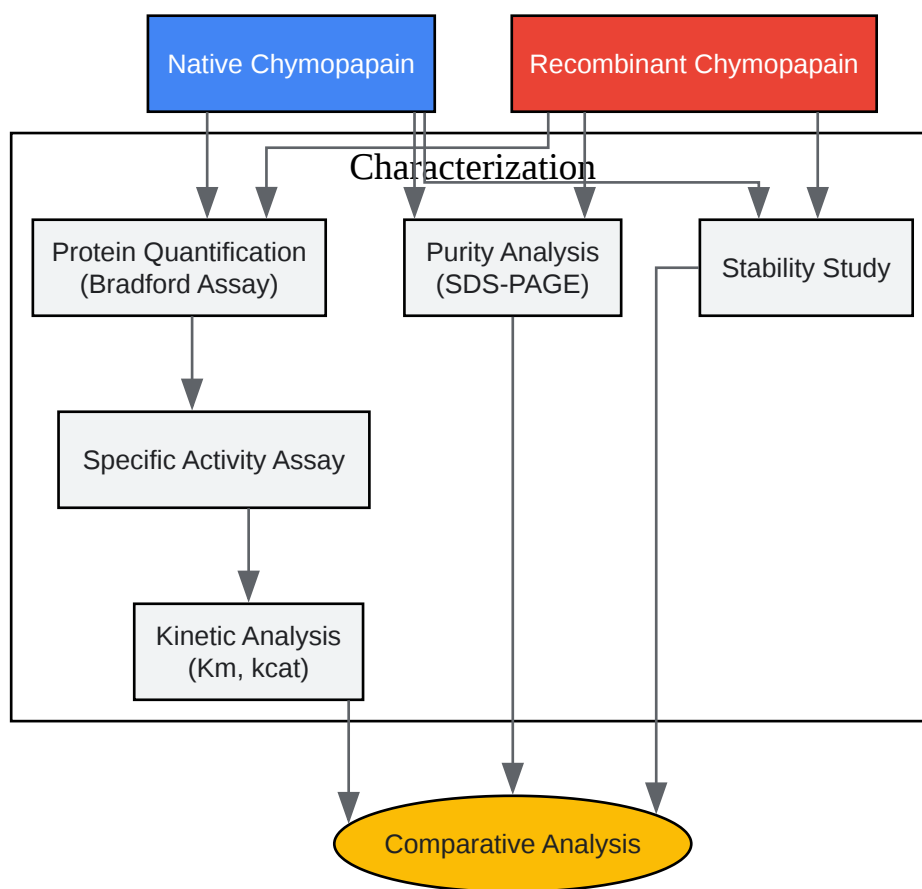 Native Chymopapain
Recombinant Chymopapain
Characterization
Protein Quantification
(Bradford Assay)
Purity Analysis
(SDS-PAGE)
Stability Study
Specific Activity Assay
Kinetic Analysis
(Km, kcat)
Comparative Analysis